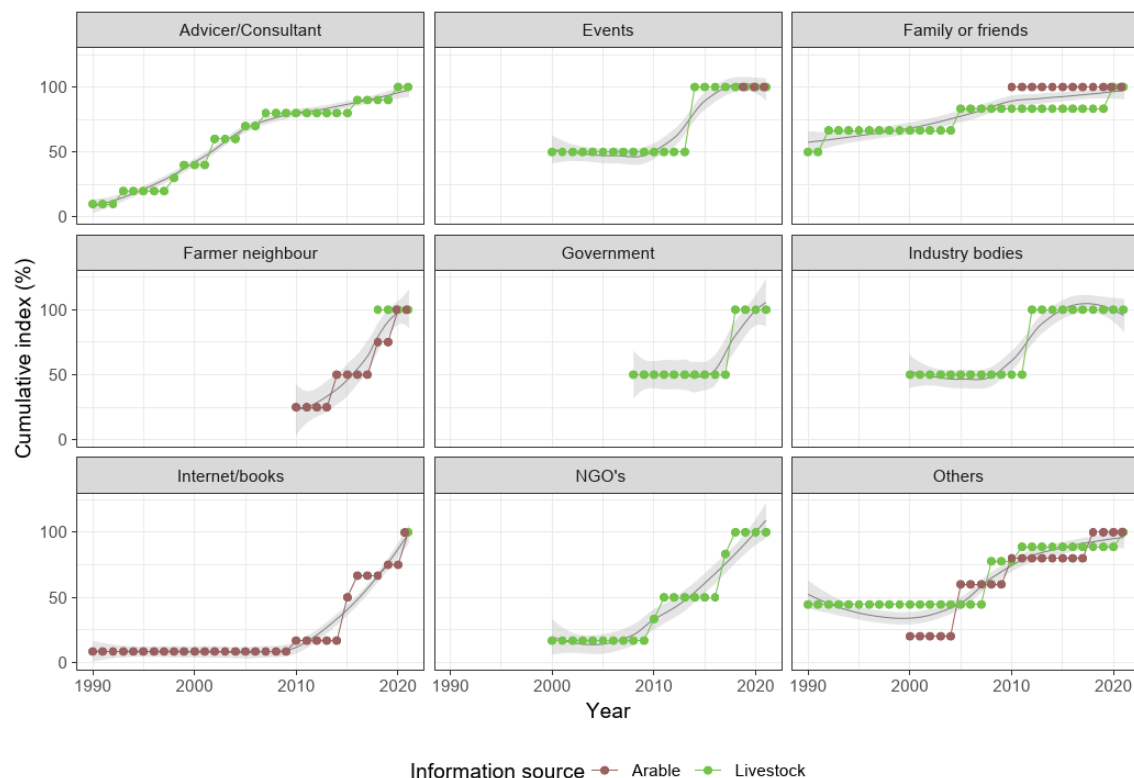 Advicer/Consultant
Events
Family or friends
100
50
0
Farmer neighbour
Government
Industry bodies
100
50
0
Internet/books
NGO's
Others
100
50
0
1990 2000 2010 2020 1990 2000 2010 2020 1990 2000 2010 2020
Cumulative index (%)
Year
Information source Arable Livestock